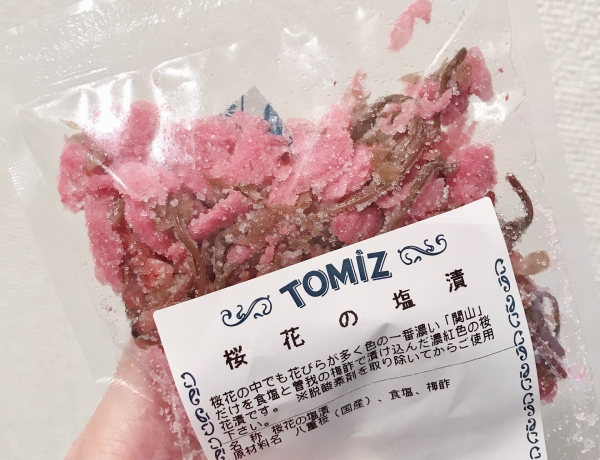 TOMIZ
桜花の塩漬
桜花の中でも花びらが多く色の一番濃い「関山」
だけを食塩と曽我の梅酢で漬け込んだ濃紅色の桜
花漬です。 ※脱酸素剤を取り除いてからご使用
下さい。
名 称 桜花の塩漬
原材料名 八重桜（国産）、食塩、梅酢